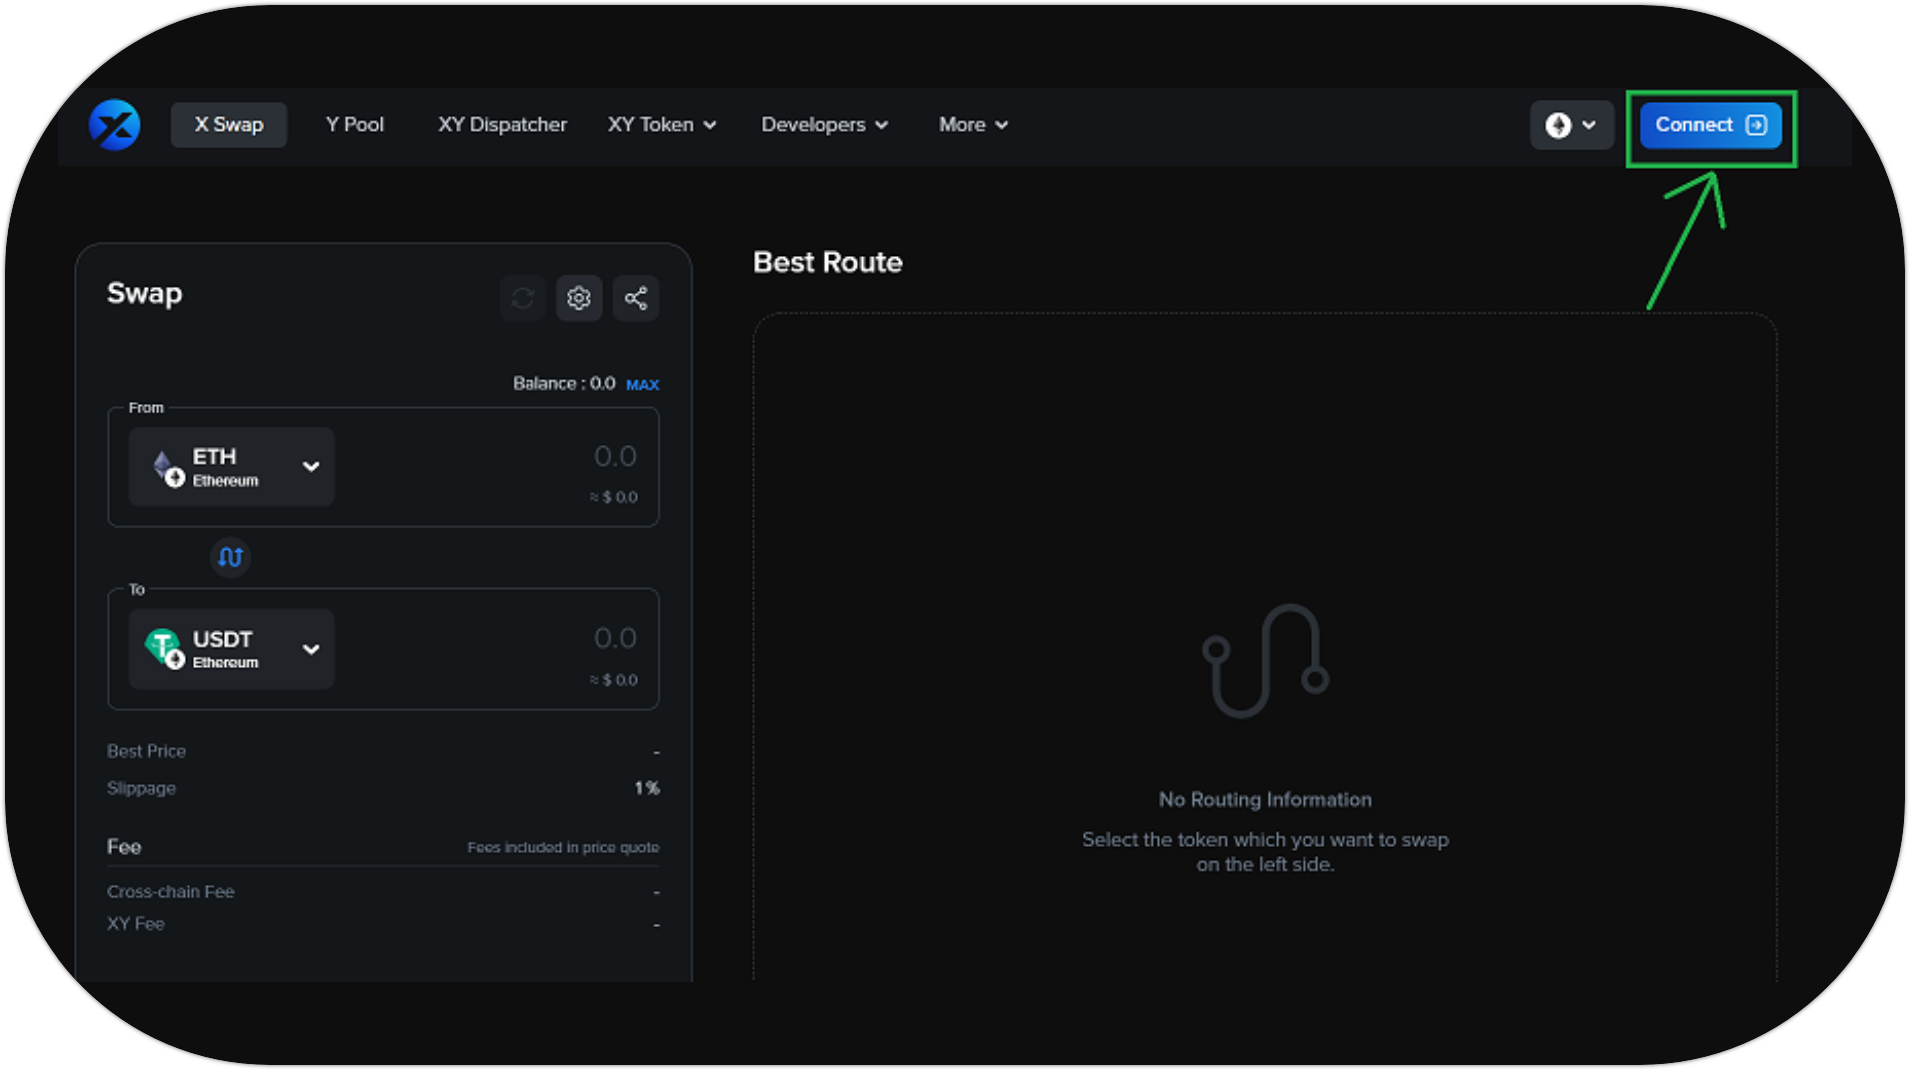 X Swap Y Pool XY Dispatcher XY Token Developers More Connect
Best Route
Swap
Balance : 0.0 MAX
From
ETH 0.0
Ethereum ≈ $ 0.0
To
USDT 0.0
Ethereum ≈ $ 0.0
Best Price -
Slippage 1%
Fee Fees included in price quote
Cross-chain Fee -
XY Fee -
No Routing Information
Select the token which you want to swap
on the left side.